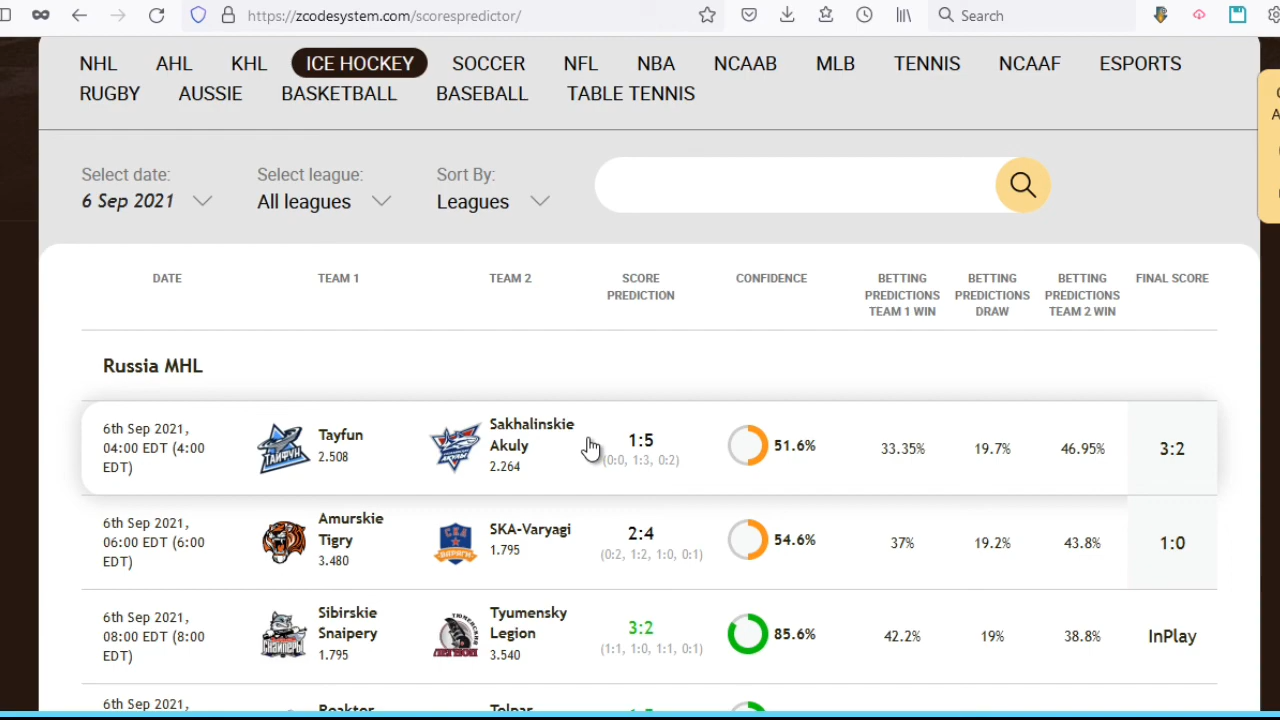 https://zcodesystem.com/scorespredictor/
Search
NHL AHL KHL ICE HOCKEY SOCCER NFL NBA NCAAB MLB TENNIS NCAAF ESPORTS
RUGBY AUSSIE BASKETBALL BASEBALL TABLE TENNIS
Select date: Select league: Sort By:
6 Sep 2021 All leagues Leagues
DATE TEAM 1 TEAM 2 SCORE PREDICTION CONFIDENCE BETTING PREDICTIONS TEAM 1 WIN BETTING PREDICTIONS DRAW BETTING PREDICTIONS TEAM 2 WIN FINAL SCORE
Russia MHL
6th Sep 2021, 04:00 EDT (4:00 EDT) Tayfun 2.508 Sakhalinskie Akuly 2.264 1:5 (0:0, 1:3, 0:2) 51.6% 33.35% 19.7% 46.95% 3:2
6th Sep 2021, 06:00 EDT (6:00 EDT) Amurskie Tigry 3.480 SKA-Varyagi 1.795 2:4 (0:2, 1:2, 1:0, 0:1) 54.6% 37% 19.2% 43.8% 1:0
6th Sep 2021, 08:00 EDT (8:00 EDT) Sibirskie Snaipery 1.795 Tyumensky Legion 3.540 3:2 (1:1, 1:0, 1:1, 0:1) 85.6% 42.2% 19% 38.8% InPlay
6th Sep 2021, Reaktor Tolpar